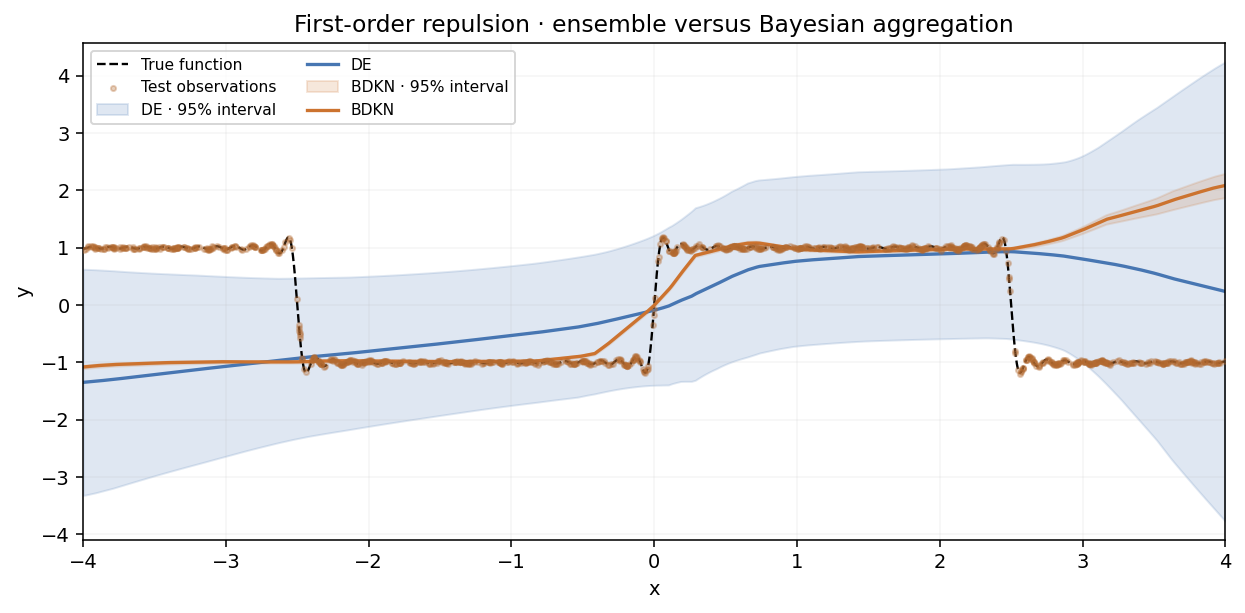 First-order repulsion · ensemble versus Bayesian aggregation
True function
Test observations
DE · 95% interval
DE
BDKN · 95% interval
BDKN
y
4
3
2
1
0
−1
−2
−3
−4
−4
−3
−2
−1
0
1
2
3
4
x